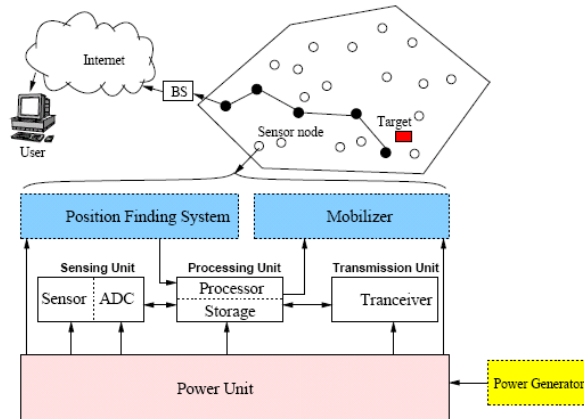 Internet
BS
Target
Sensor node
User
Position Finding System
Mobilizer
Sensing Unit
Processing Unit
Transmission Unit
Sensor
ADC
Processor
Storage
Tranceiver
Power Unit
Power Generator